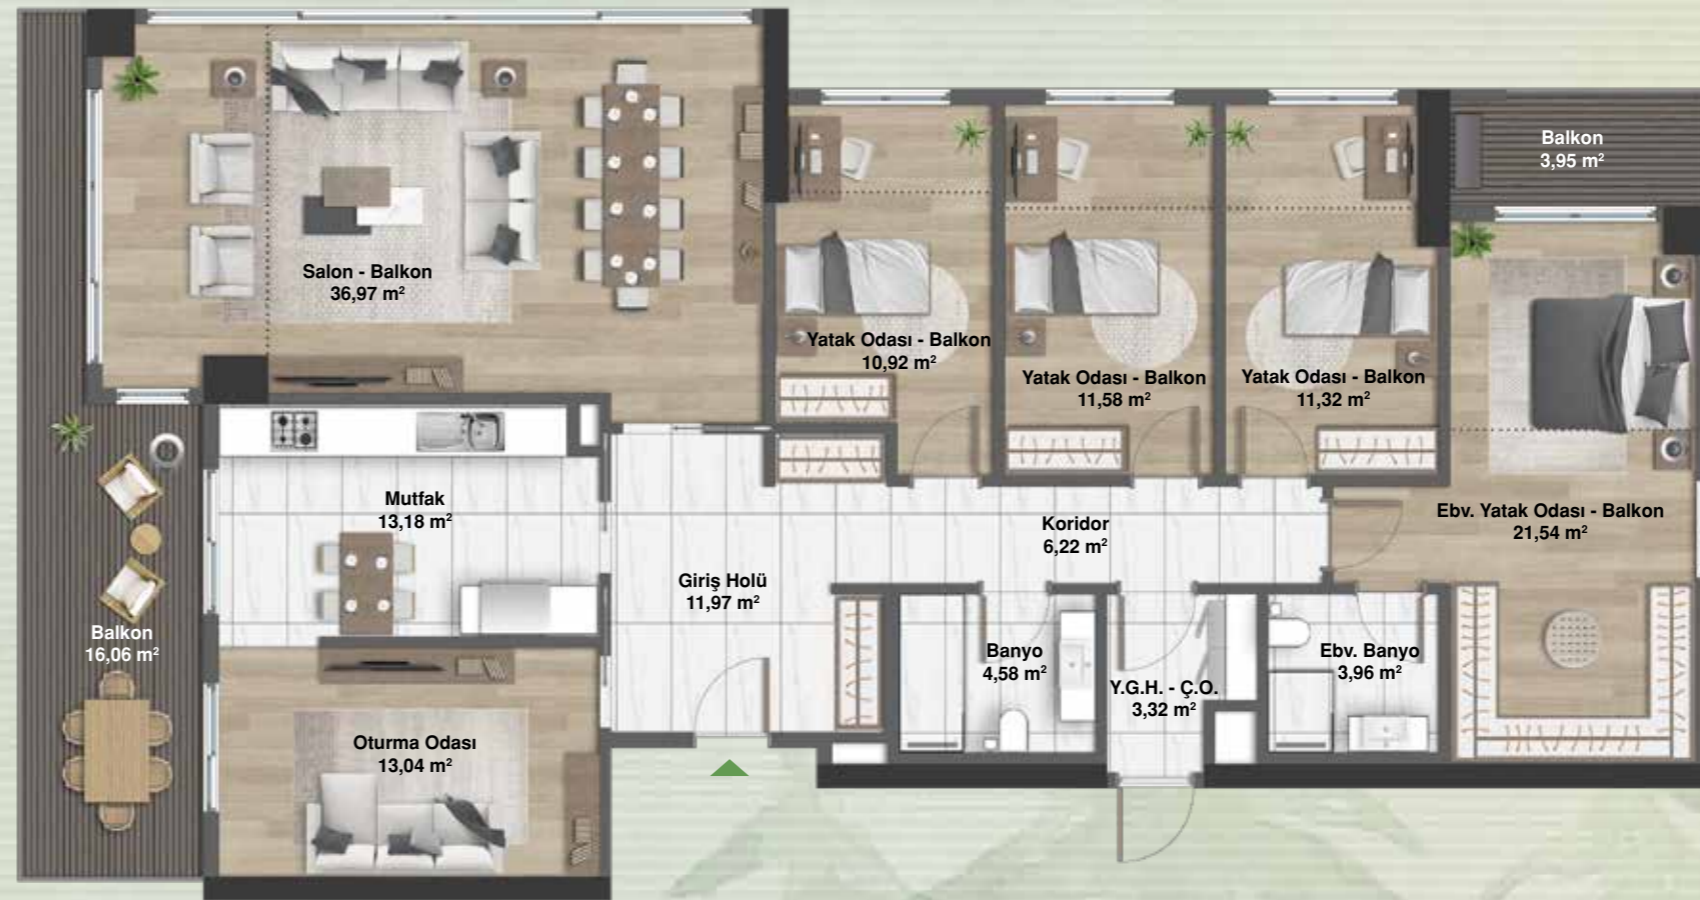 Balkon
3,95 m²
Salon - Balkon
36,97 m²
Yatak Odası - Balkon
10,92 m²
Yatak Odası - Balkon
11,58 m²
Yatak Odası - Balkon
11,32 m²
Mutfak
13,18 m²
Koridor
6,22 m²
Ebv. Yatak Odası - Balkon
21,54 m²
Giriş Holü
11,97 m²
Balkon
16,06 m²
Banyo
4,58 m²
Y.G.H. - Ç.O.
3,32 m²
Ebv. Banyo
3,96 m²
Oturma Odası
13,04 m²